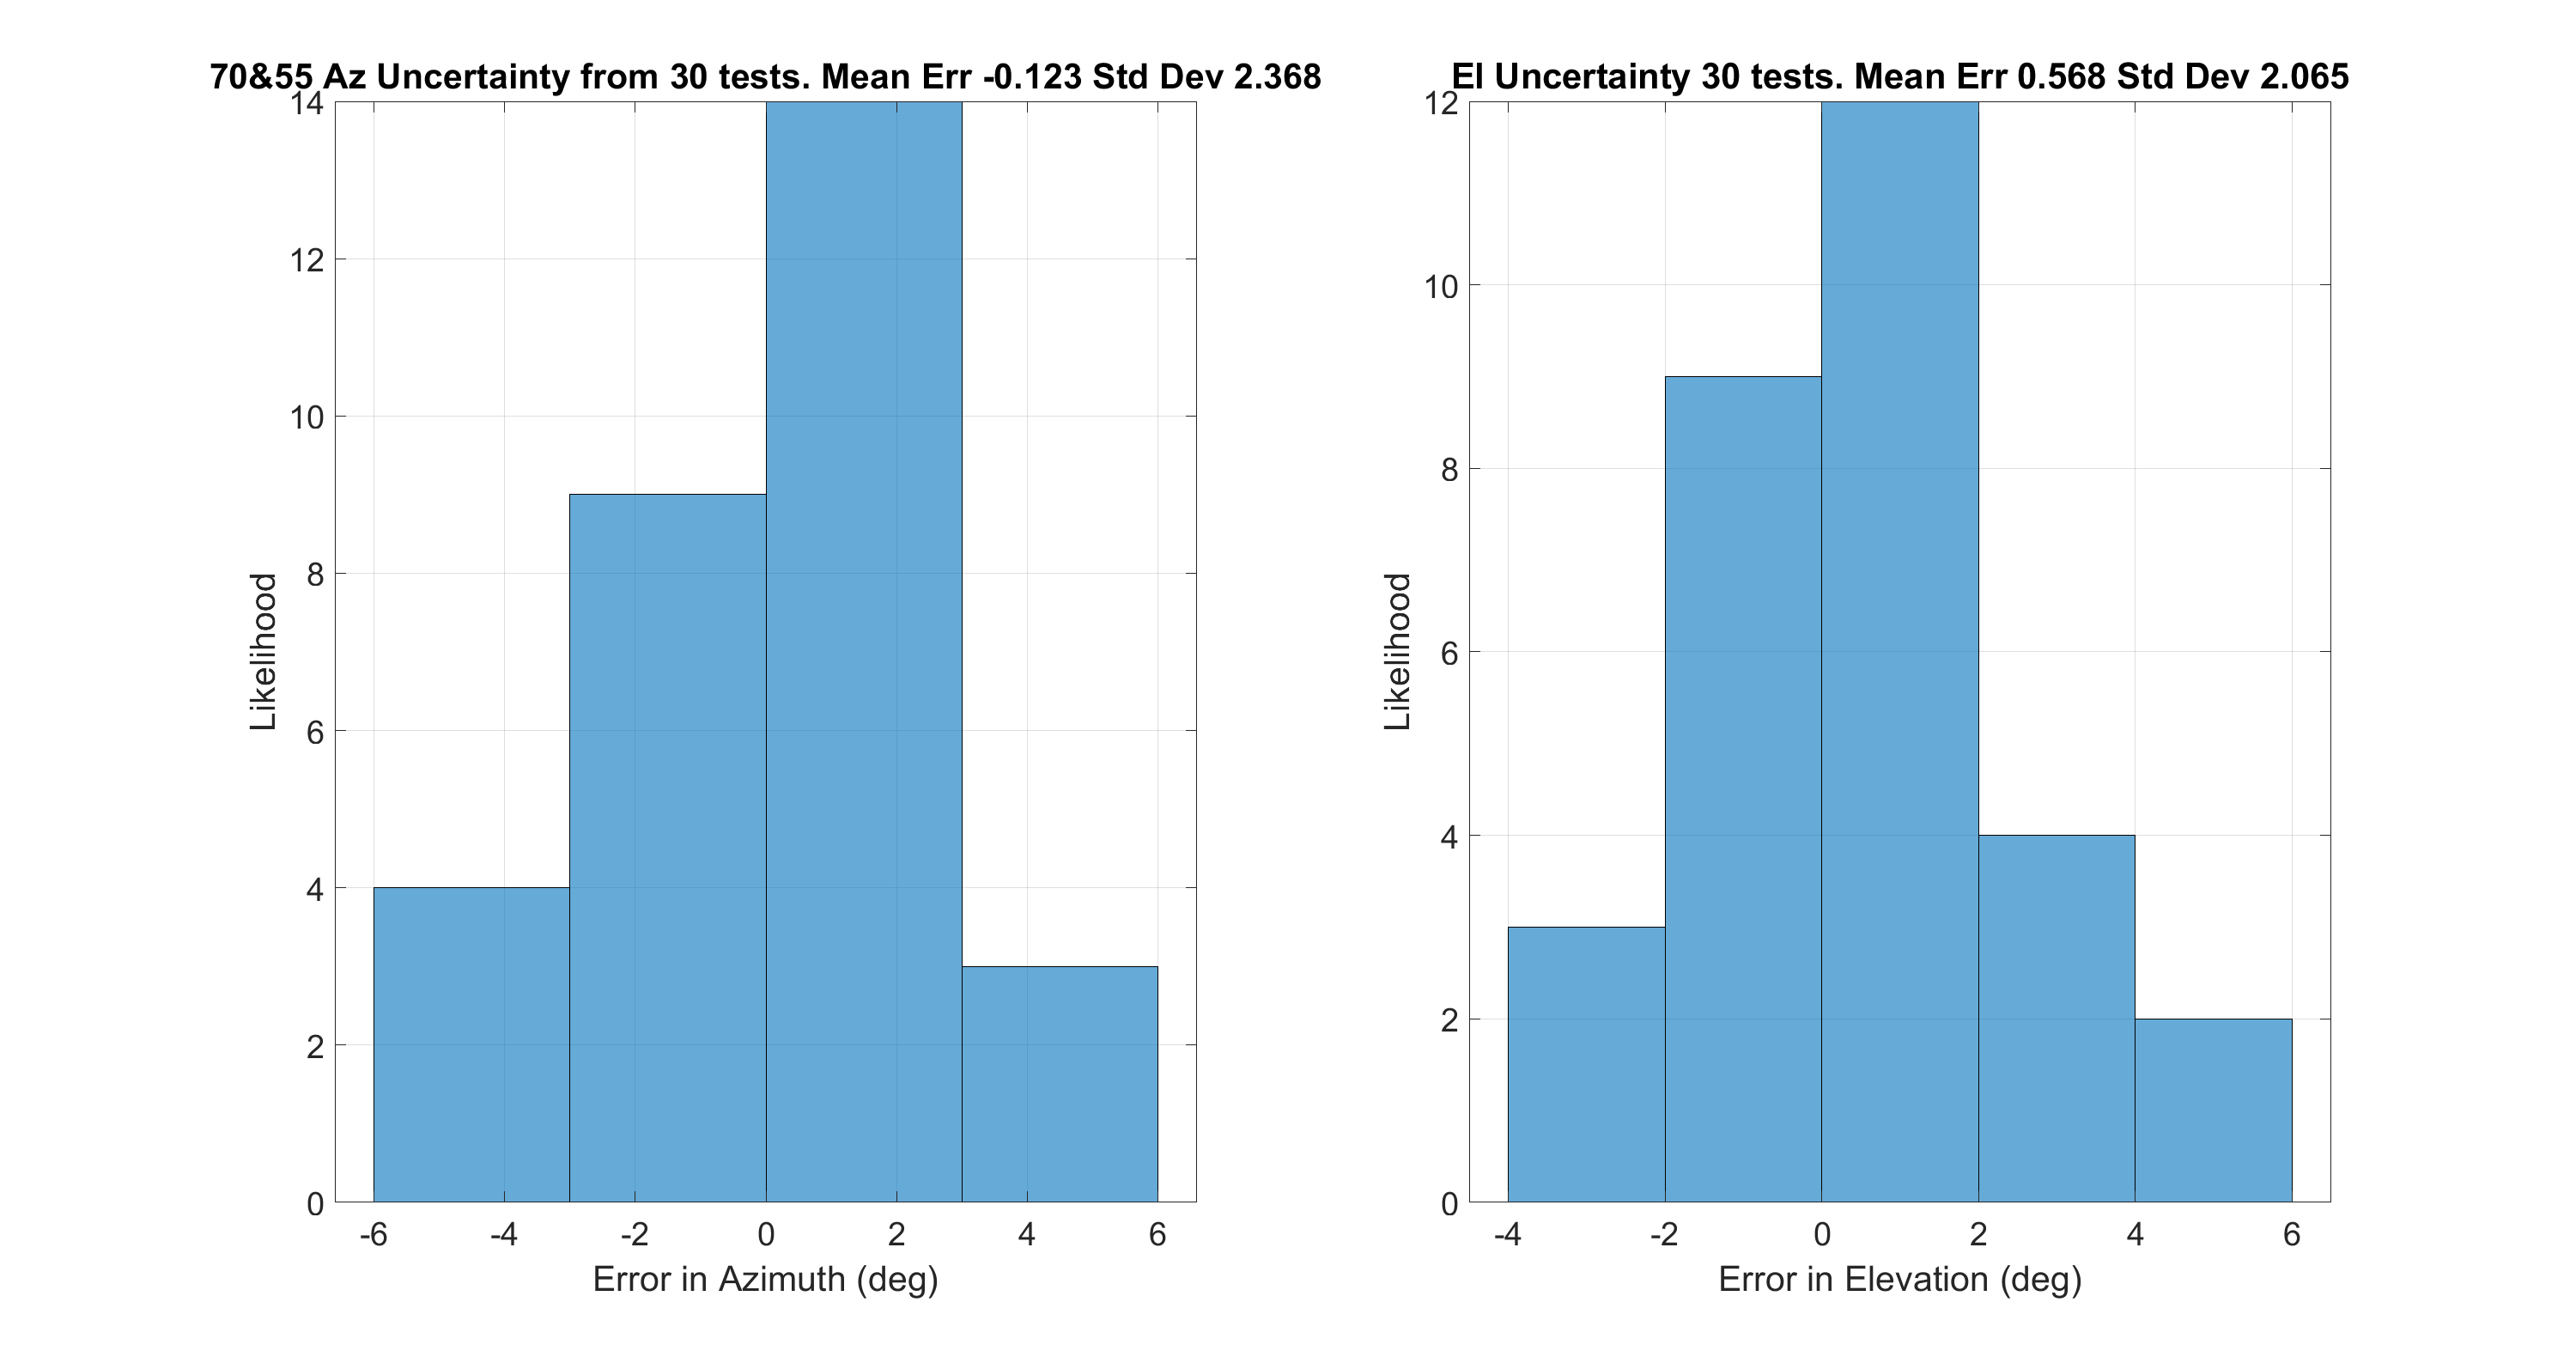 70&55 Az Uncertainty from 30 tests. Mean Err -0.123 Std Dev 2.368
14
12
10
8
6
4
2
0
Likelihood
-6 -4 -2 0 2 4 6
Error in Azimuth (deg)
El Uncertainty 30 tests. Mean Err 0.568 Std Dev 2.065
12
10
8
6
4
2
0
Likelihood
-4 -2 0 2 4 6
Error in Elevation (deg)